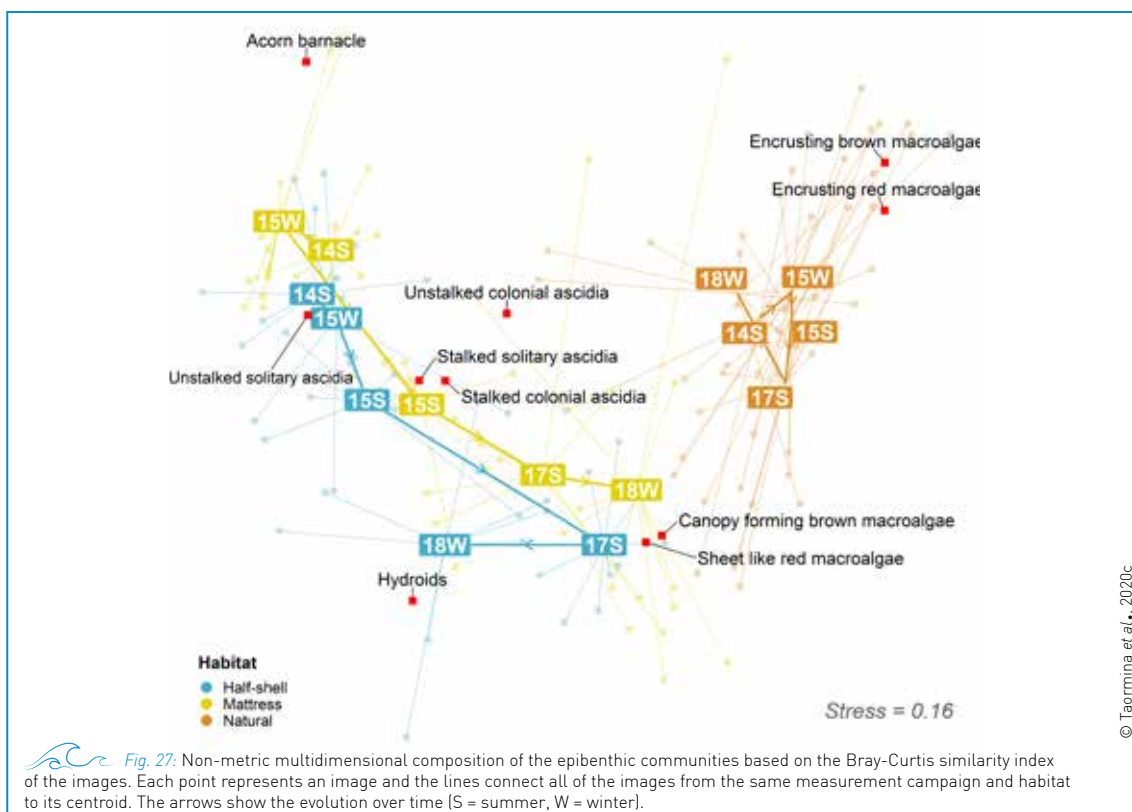 Acorn barnacle
Encrusting brown macroalgae
Encrusting red macroalgae
15W
14S
18W
15W
14S
Unstalked colonial ascidia
15W
14S
15S
Stalked solitary ascidia
Unstalked solitary ascidia
Stalked colonial ascidia
15S
15S
17S
17S
18W
Canopy forming brown macroalgae
18W
17S
Sheet like red macroalgae
Hydroids
Habitat
Half-shell
Mattress
Natural
Stress = 0.16
© Taormina et al., 2020c
Fig. 27: Non-metric multidimensional composition of the epibenthic communities based on the Bray-Curtis similarity index
of the images. Each point represents an image and the lines connect all of the images from the same measurement campaign and habitat
to its centroid. The arrows show the evolution over time (S = summer, W = winter).